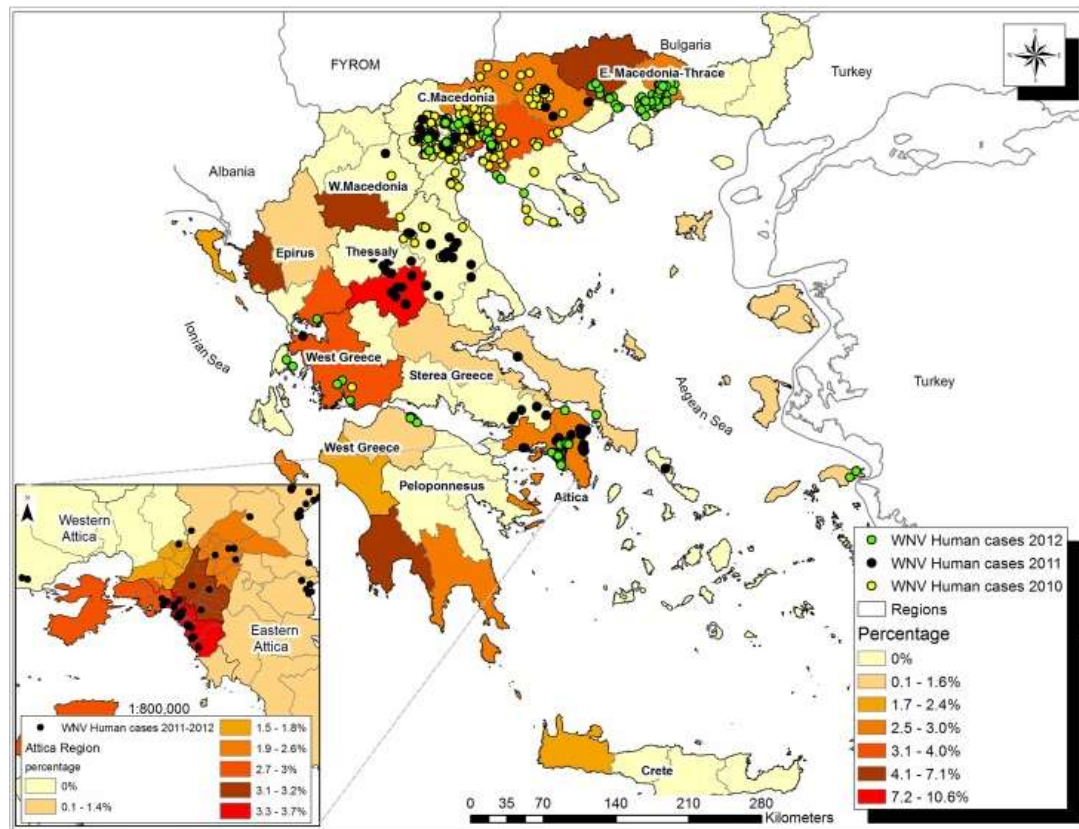 Bulgaria
FYROM
Turkey
E. Macedonia-Thrace
C.Macedonia
Albania
W.Macedonia
Epirus
Thessaly
Ionian Sea
West Greece
Sterea Greece
Aegean Sea
Turkey
West Greece
Peloponnesus
Attica
Crete
N
Western
Attica
Eastern
Attica
1:800,000
WNV Human cases 2011-2012
Attica Region
percentage
0%
0.1 - 1.4%
1.5 - 1.8%
1.9 - 2.6%
2.7 - 3%
3.1 - 3.2%
3.3 - 3.7%
WNV Human cases 2012
WNV Human cases 2011
WNV Human cases 2010
Regions
Percentage
0%
0.1 - 1.6%
1.7 - 2.4%
2.5 - 3.0%
3.1 - 4.0%
4.1 - 7.1%
7.2 - 10.6%
0 35 70 140 210 280
Kilometers